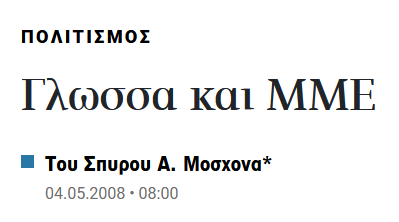 ΠΟΛΙΤΙΣΜΟΣ
Γλωσσα και ΜΜΕ
Του Σπυρου Α. Μοσχονα*
04.05.2008 • 08:00